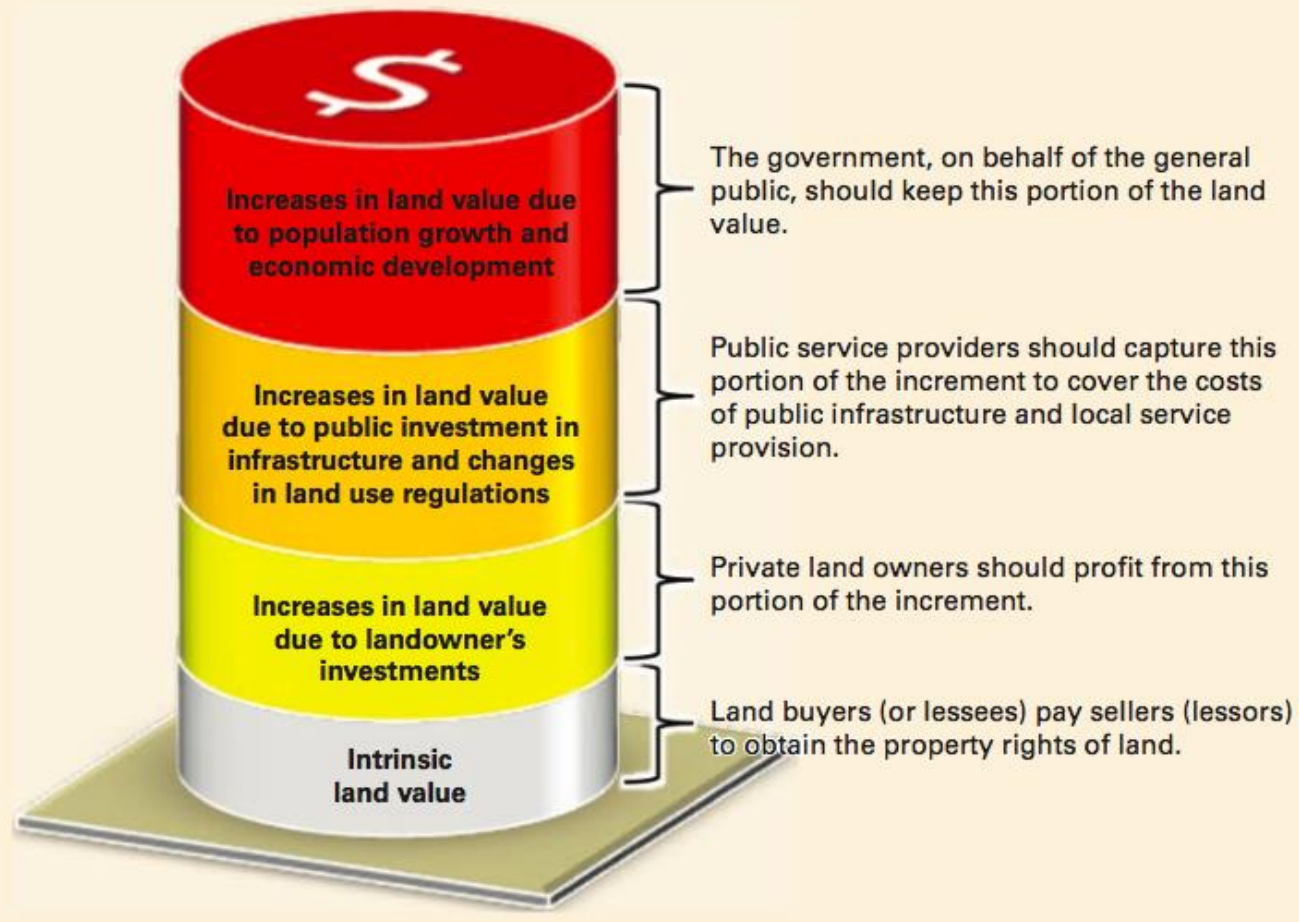 $
Increases in land value due
to population growth and
economic development
The government, on behalf of the general
public, should keep this portion of the land
value.
Increases in land value
due to public investment in
infrastructure and changes
in land use regulations
Public service providers should capture this
portion of the increment to cover the costs
of public infrastructure and local service
provision.
Increases in land value
due to landowner’s
investments
Private land owners should profit from this
portion of the increment.
Intrinsic
land value
Land buyers (or lessees) pay sellers (lessors)
to obtain the property rights of land.